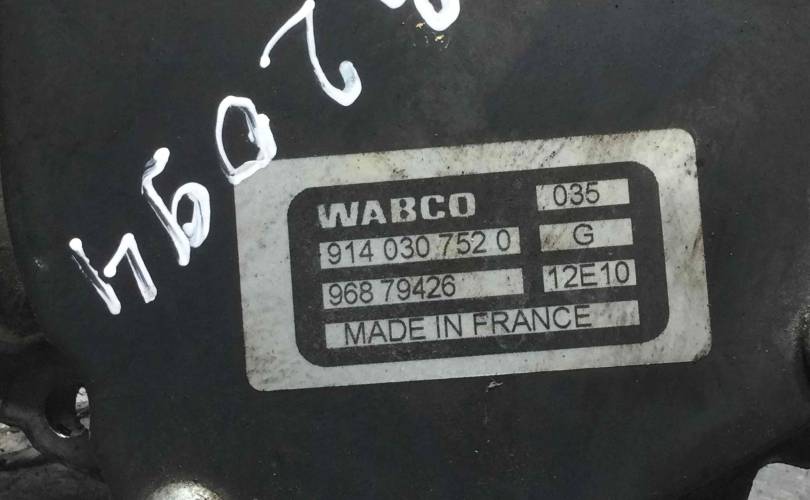 WABCO
.035
914 030 752 0
G
968 79426
12E10
MADE IN FRANCE